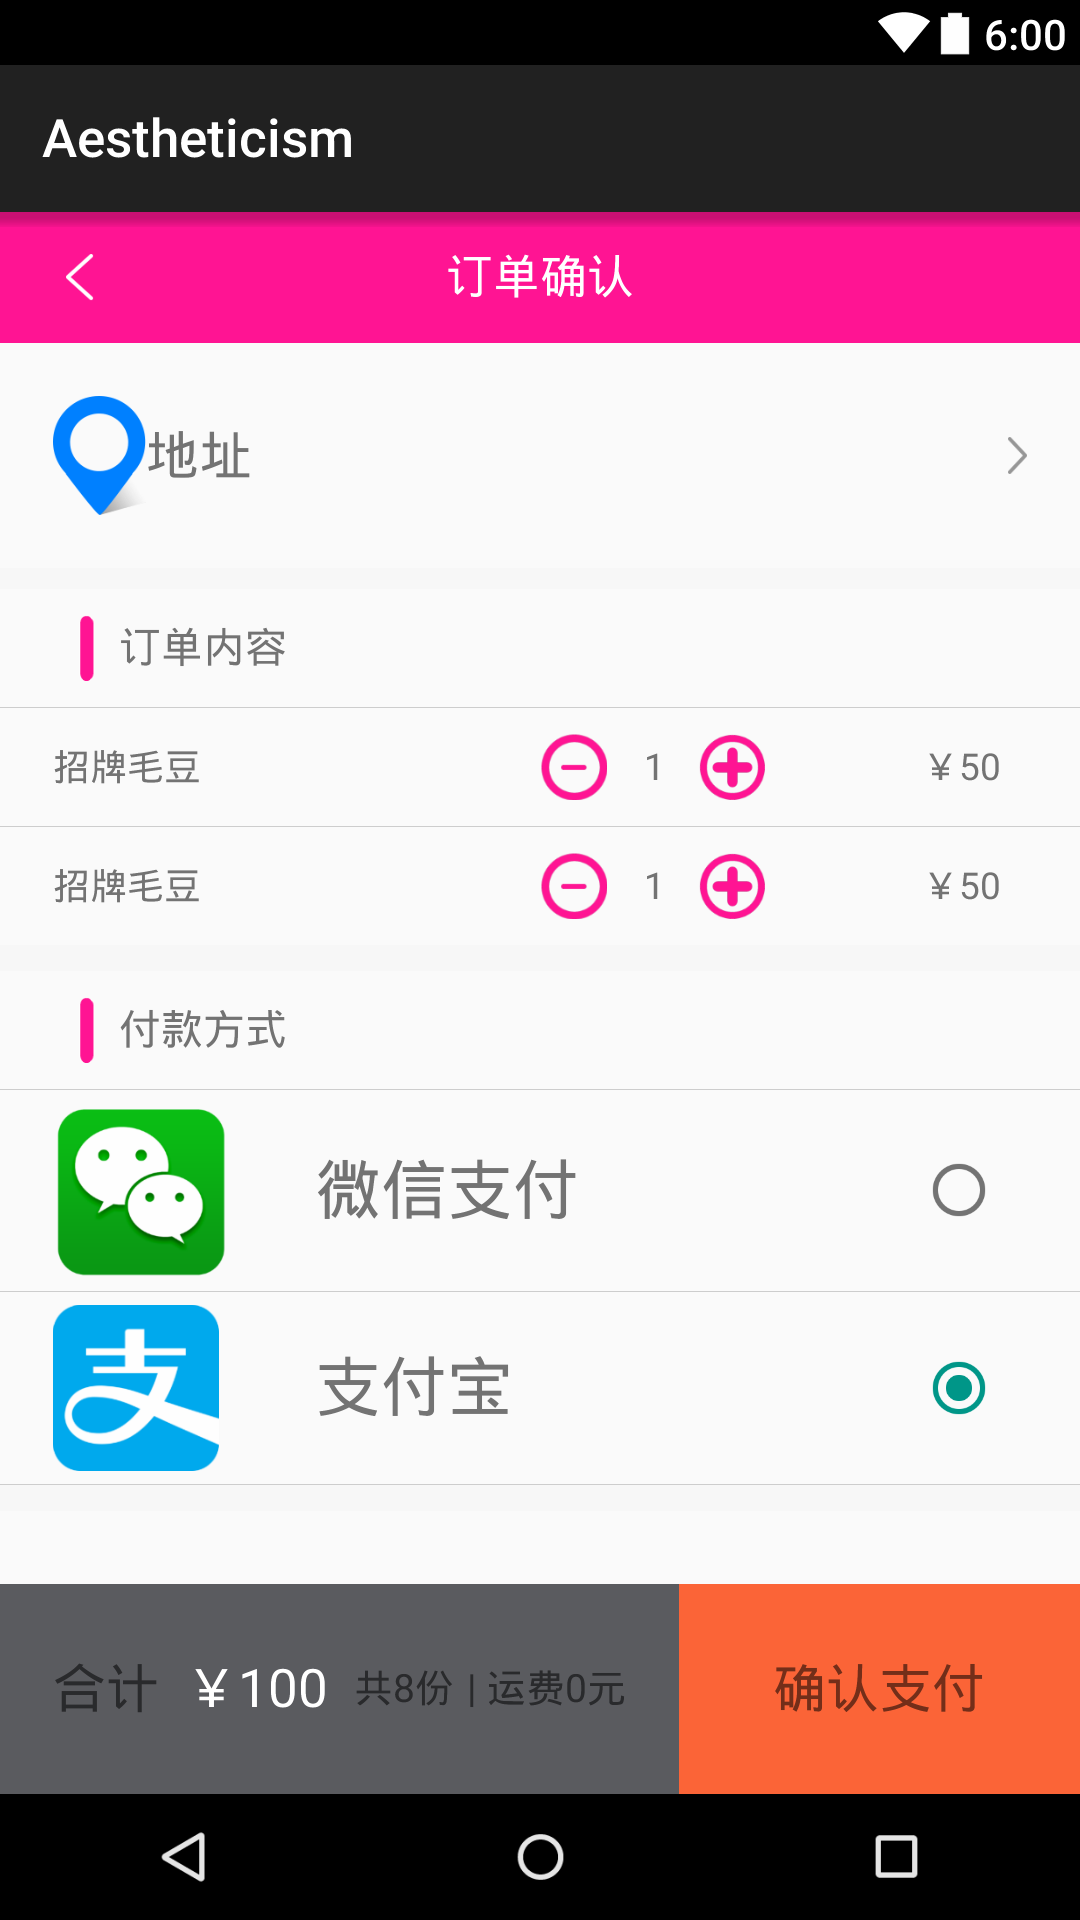 6:00
Aestheticism
订单确认
地址
订单内容
招牌毛豆 1 ¥50
招牌毛豆 1 ¥50
付款方式
微信支付
支付宝
合计 ¥100 共8份 | 运费0元 确认支付